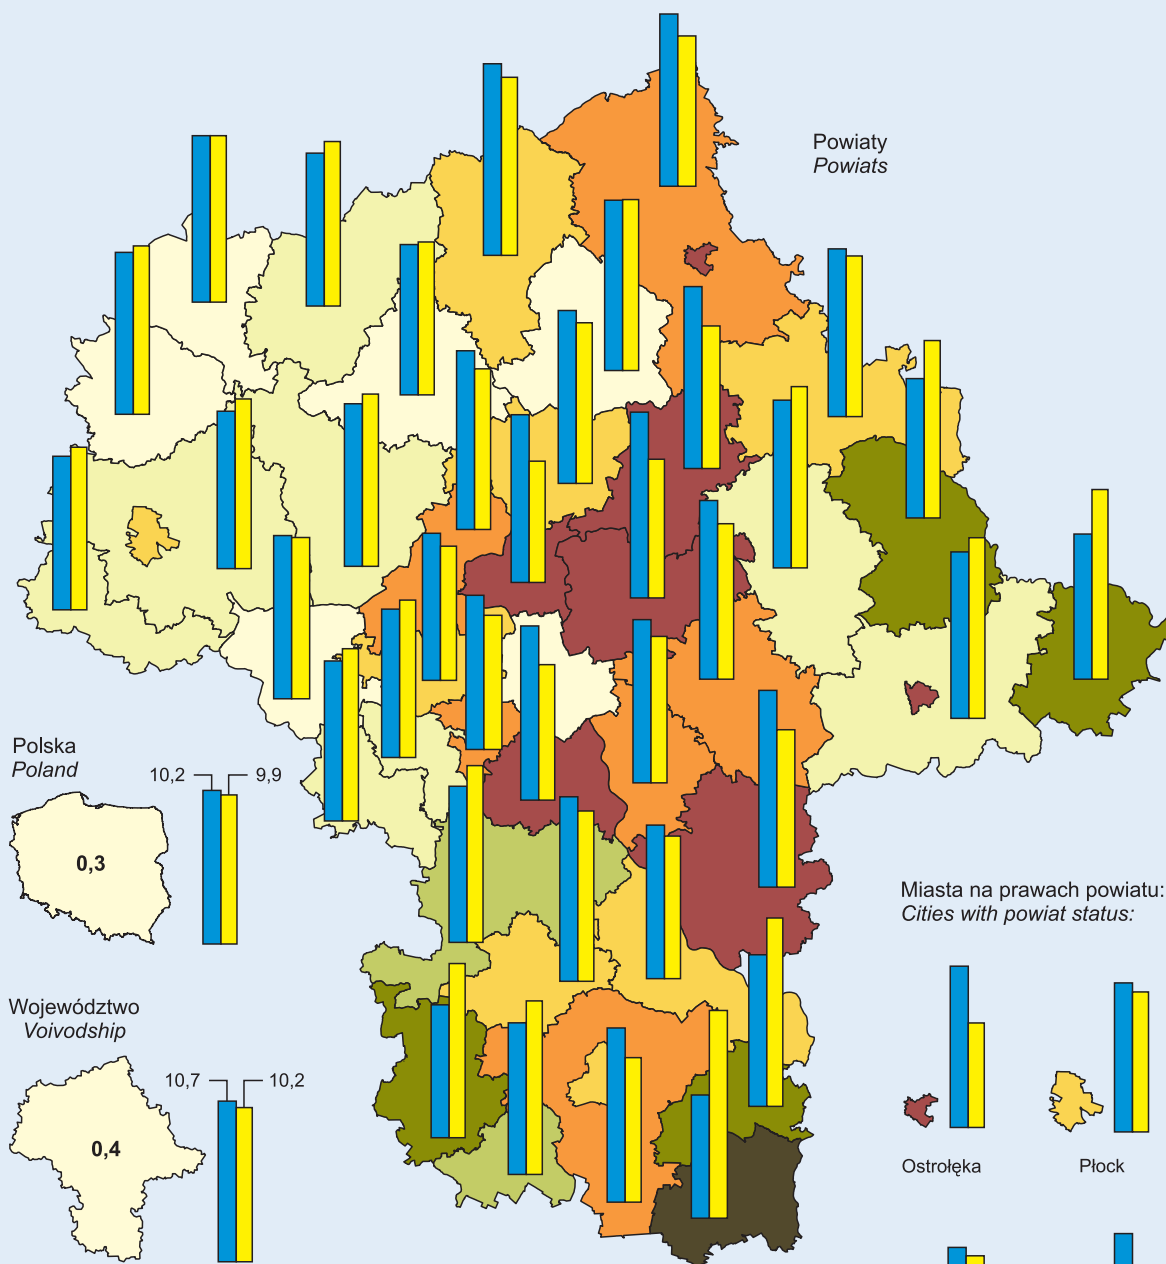 Powiaty
Powiats
Polska
Poland
10,2
9,9
0,3
Województwo
Voivodship
10,7
10,2
0,4
Miasta na prawach powiatu:
Cities with powiat status:
Ostrołęka
Płock